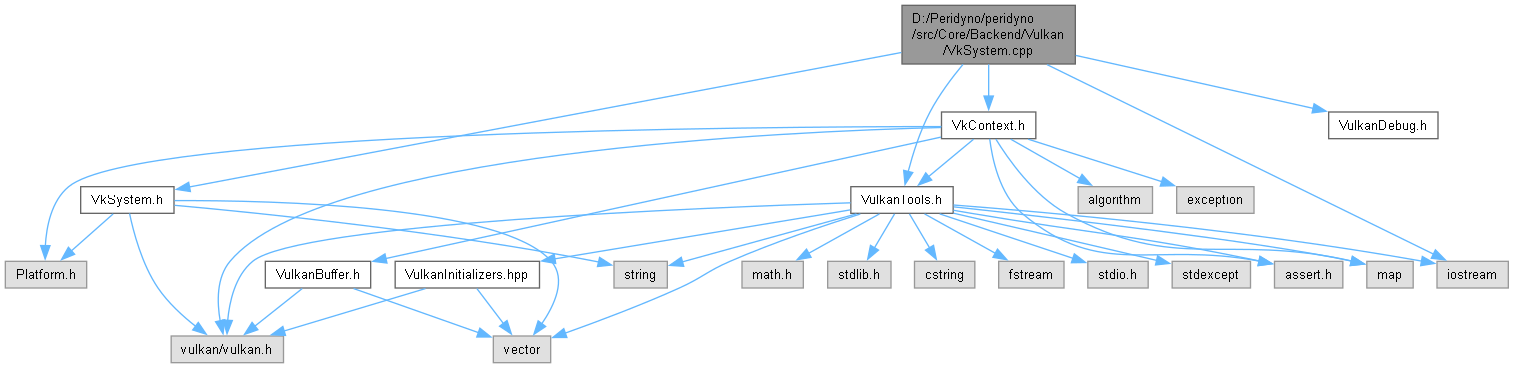 D:/Peridyno/peridyno
/src/Core/Backend/Vulkan
/VkSystem.cpp
VkContext.h
VulkanDebug.h
VkSystem.h
VulkanTools.h
algorithm
exception
Platform.h
VulkanBuffer.h
VulkanInitializers.hpp
string
math.h
stdlib.h
cstring
fstream
stdio.h
stdexcept
assert.h
map
iostream
vulkan/vulkan.h
vector